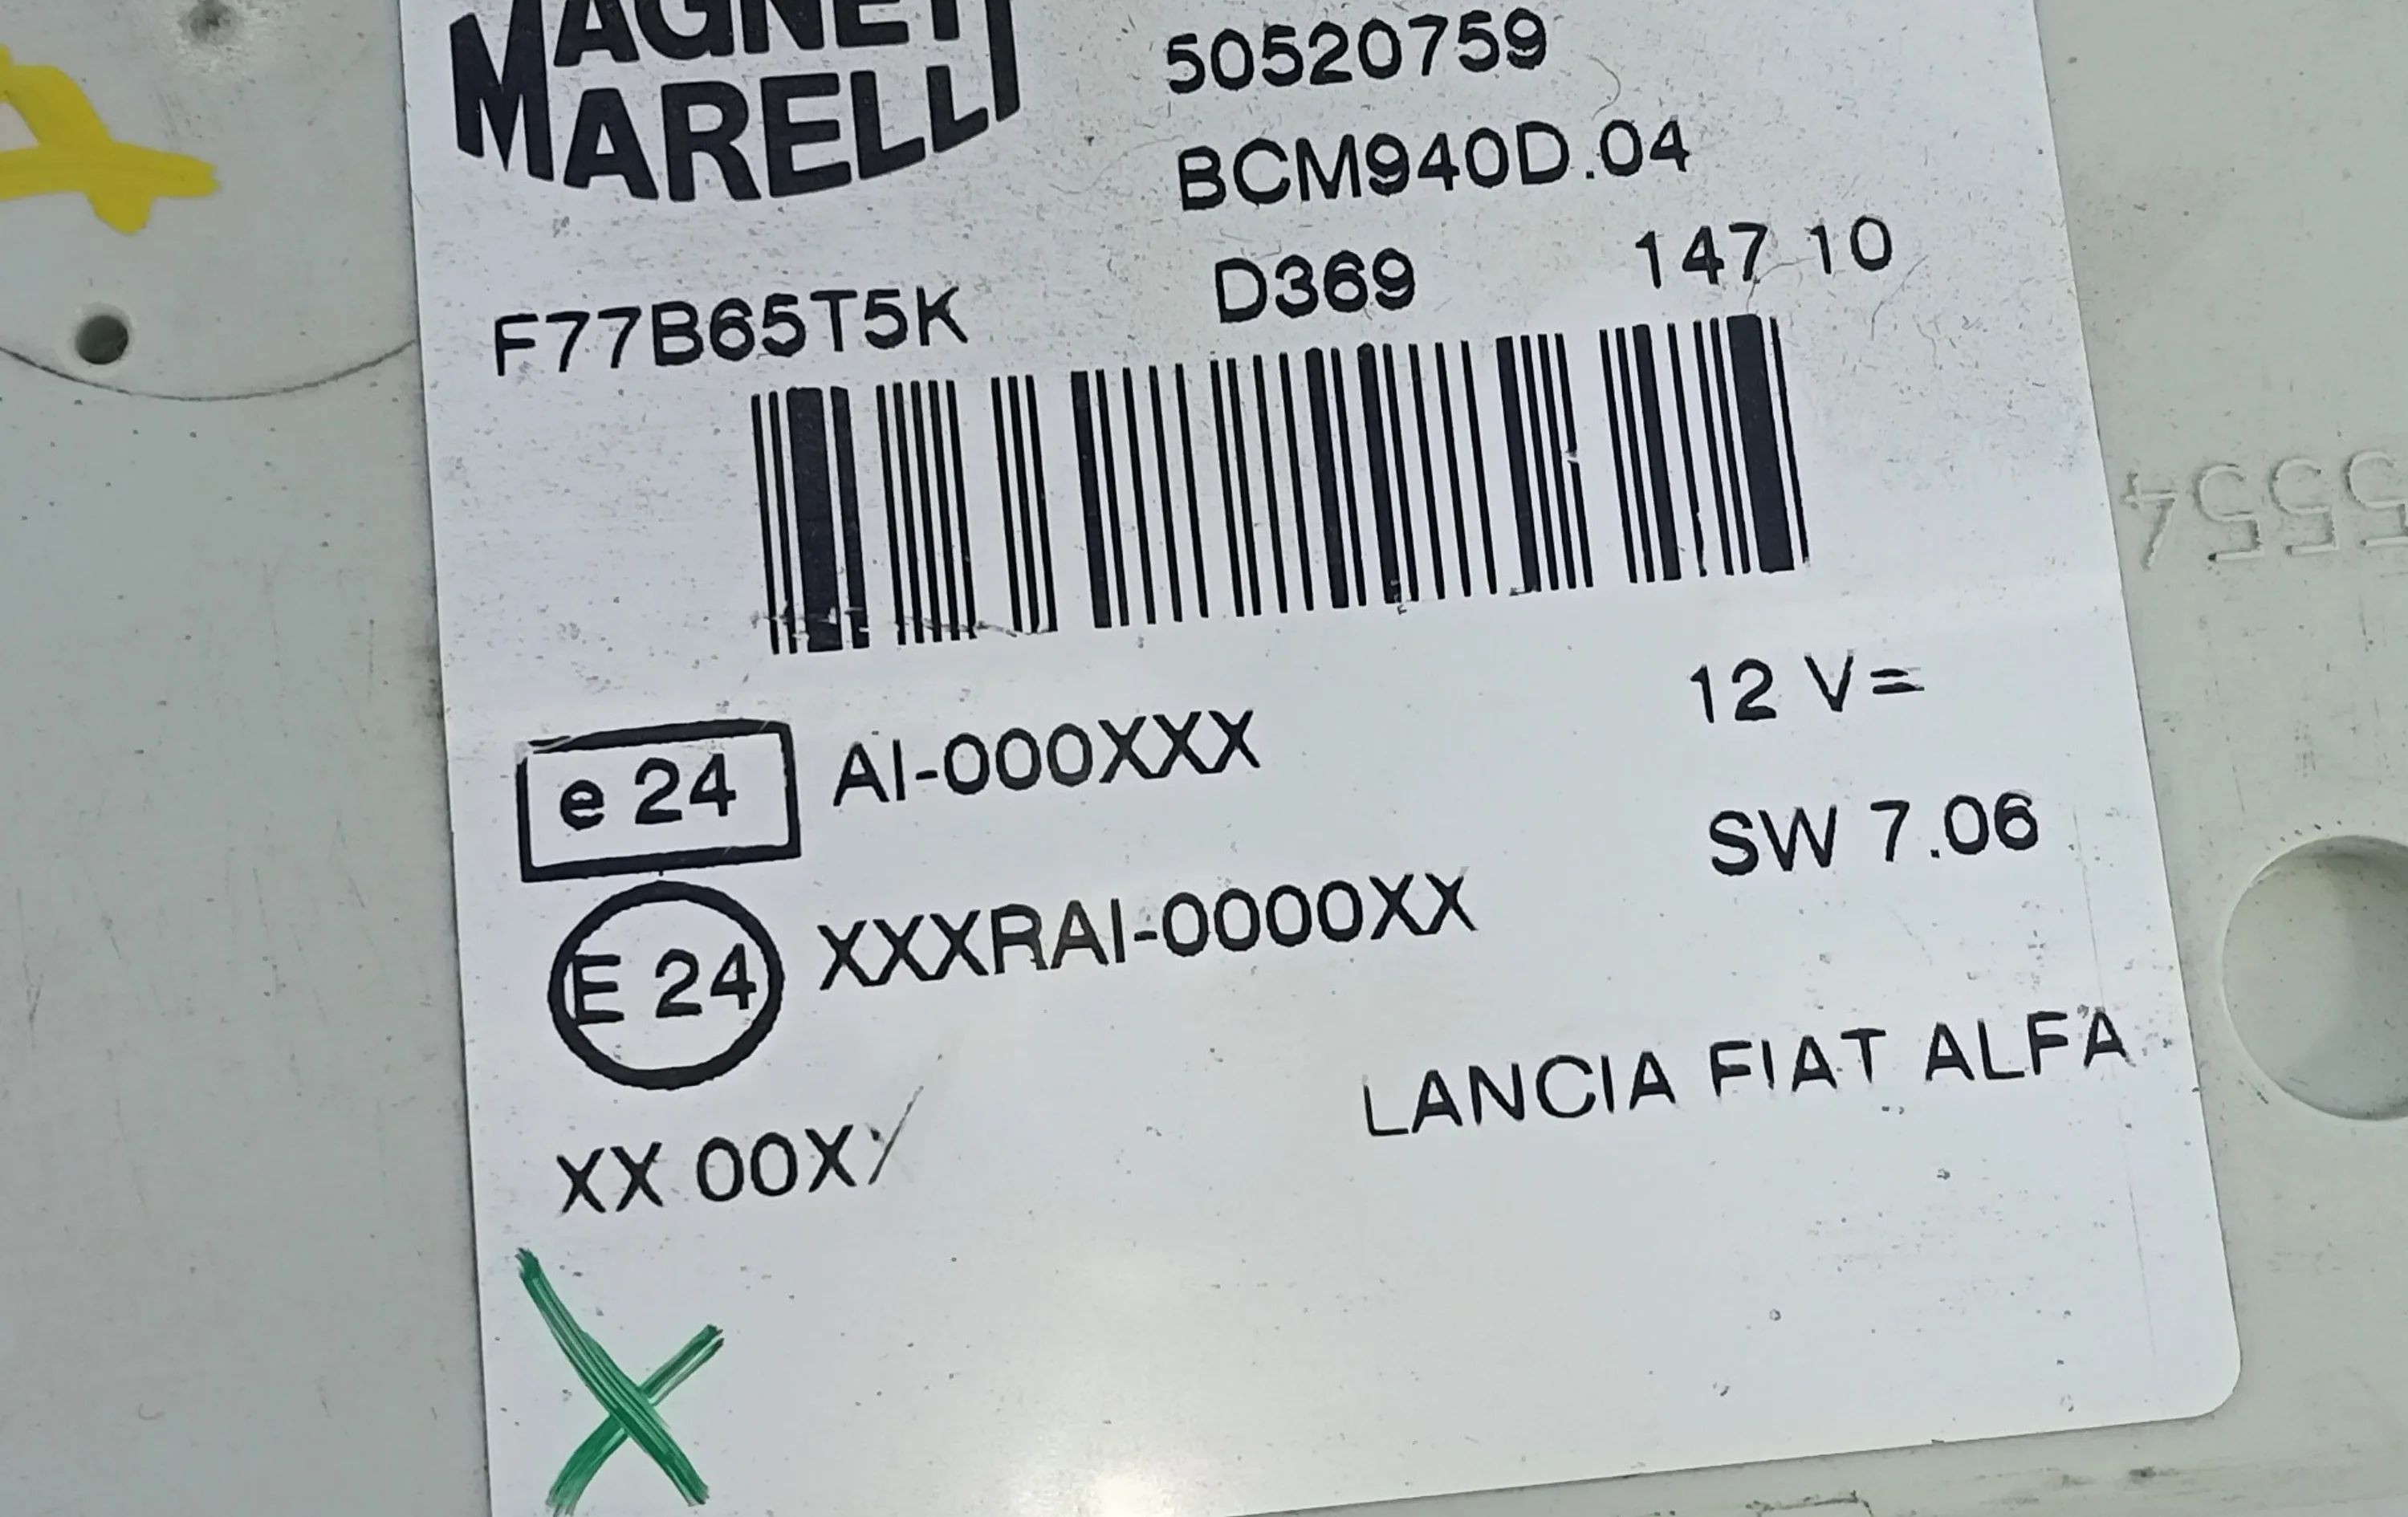 MAGNETI
MARELLI
50520759
BCM940D.04
F77B65T5K D369 147 10
e 24 AI-000XXX 12 V=
SW 7.06
E 24 XXXRAI-0000XX
LANCIA FIAT ALFA
XX 00X
5554